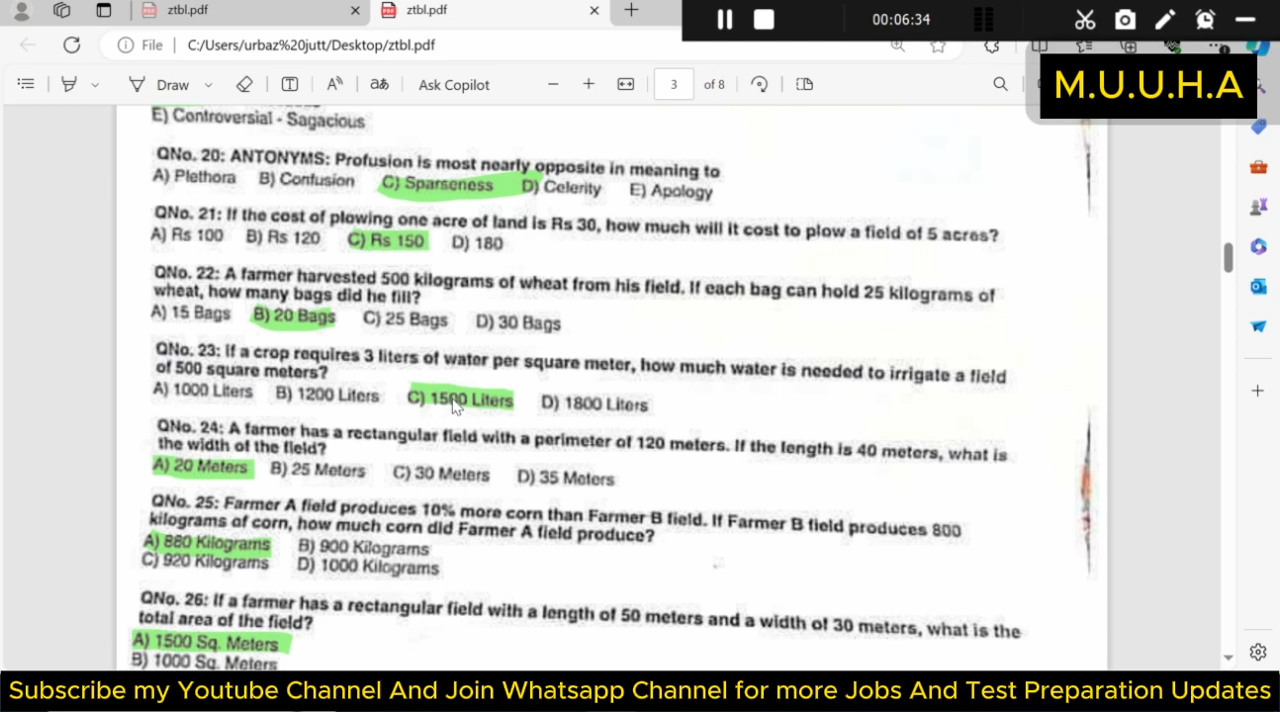 ztbl.pdf
ztbl.pdf
00:06:34
File C:/Users/urbaz%20jutt/Desktop/ztbl.pdf
Draw
Ask Copilot
3 of 8
M.U.U.H.A
E) Controversial - Sagacious
QNo. 20: ANTONYMS: Profusion is most nearly opposite in meaning to
A) Plethora B) Confusion C) Sparseness D) Celerity E) Apology
QNo. 21: If the cost of plowing one acre of land is Rs 30, how much will it cost to plow a field of 5 acres?
A) Rs 100 B) Rs 120 C) Rs 150 D) 180
QNo. 22: A farmer harvested 500 kilograms of wheat from his field. If each bag can hold 25 kilograms of
wheat, how many bags did he fill?
A) 15 Bags B) 20 Bags C) 25 Bags D) 30 Bags
QNo. 23: If a crop requires 3 liters of water per square meter, how much water is needed to irrigate a field
of 500 square meters?
A) 1000 Liters B) 1200 Liters C) 1500 Liters D) 1800 Liters
QNo. 24: A farmer has a rectangular field with a perimeter of 120 meters. If the length is 40 meters, what is
the width of the field?
A) 20 Meters B) 25 Meters C) 30 Meters D) 35 Meters
QNo. 25: Farmer A field produces 10% more corn than Farmer B field. If Farmer B field produces 800
kilograms of corn, how much corn did Farmer A field produce?
A) 880 Kilograms B) 900 Kilograms
C) 920 Kilograms D) 1000 Kilograms
QNo. 26: If a farmer has a rectangular field with a length of 50 meters and a width of 30 meters, what is the
total area of the field?
A) 1500 Sq. Meters
B) 1000 Sq. Meters
Subscribe my Youtube Channel And Join Whatsapp Channel for more Jobs And Test Preparation Updates